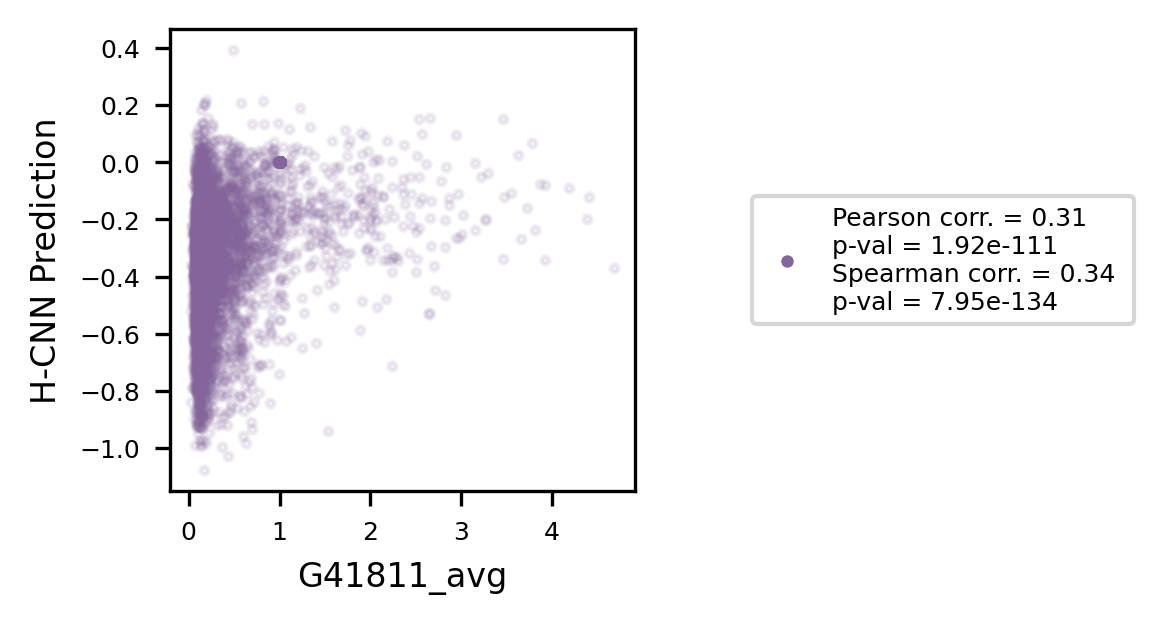 0.4
0.2
0.0
−0.2
−0.4
−0.6
−0.8
−1.0
H-CNN Prediction
0 1 2 3 4
G41811_avg
Pearson corr. = 0.31
p-val = 1.92e-111
Spearman corr. = 0.34
p-val = 7.95e-134